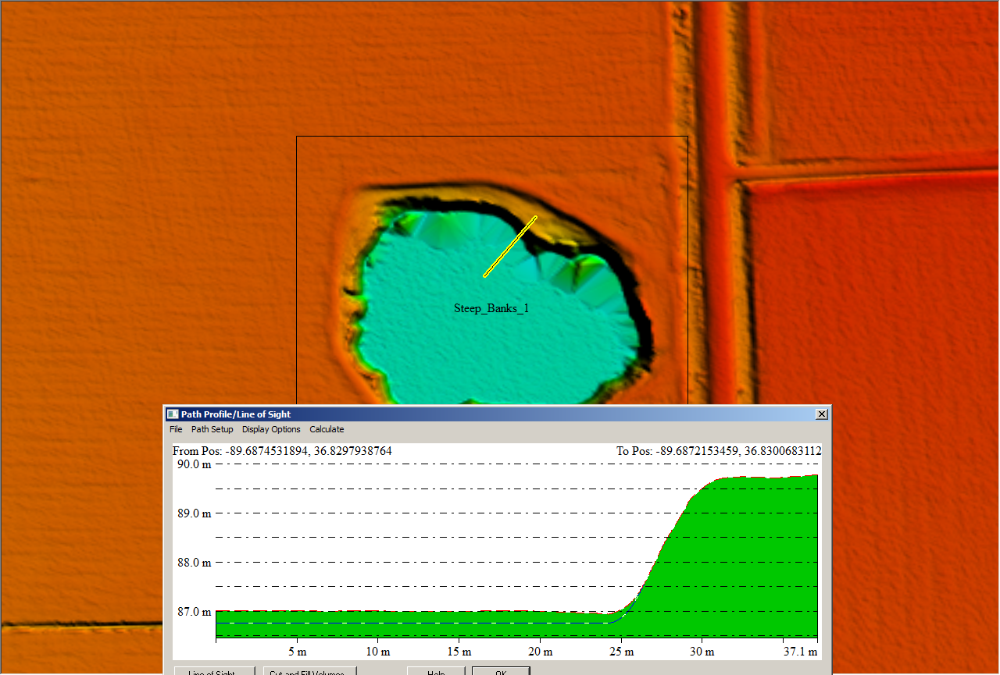 Steep_Banks_1
Path Profile/Line of Sight
File Path Setup Display Options Calculate
From Pos: -89.6874531894, 36.8297938764 To Pos: -89.6872153459, 36.8300683112
90.0 m
89.0 m
88.0 m
87.0 m
5 m 10 m 15 m 20 m 25 m 30 m 37.1 m
Line of Sight... Cut and Fill Volumes... Help OK